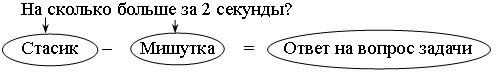 На сколько больше за 2 секунды?
Стасик – Мишутка = Ответ на вопрос задачи